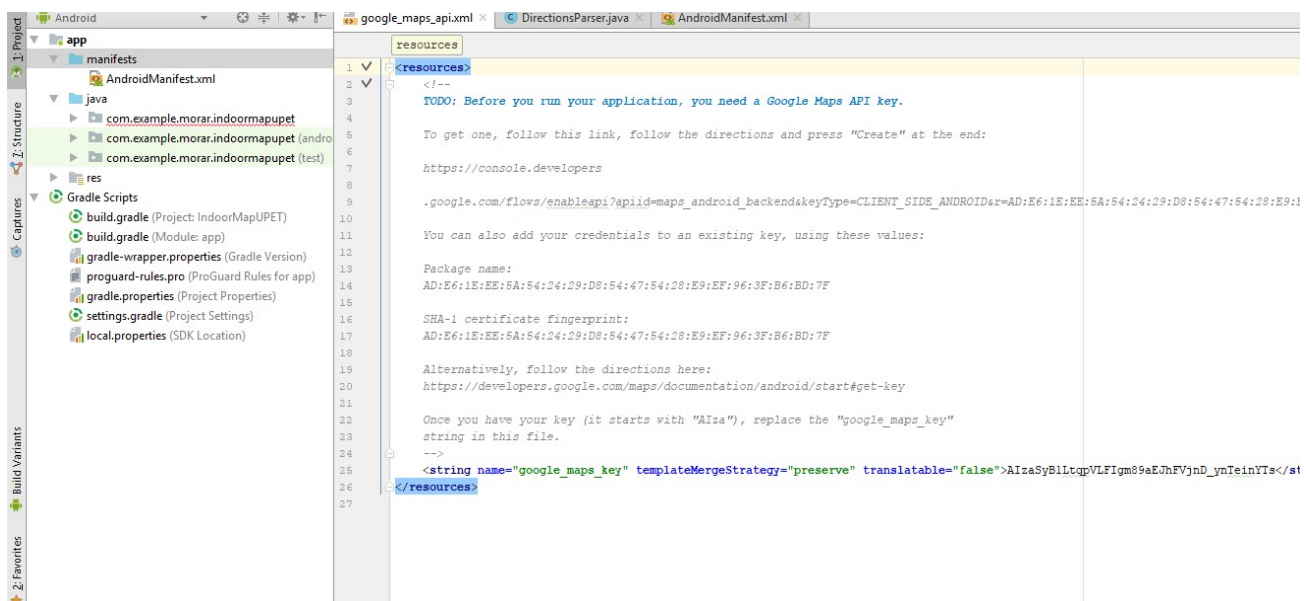 1: Project
7: Structure
Captures
Build Variants
2: Favorites
Android
app
manifests
AndroidManifest.xml
java
com.example.morar.indoormapupet
com.example.morar.indoormapupet (andro
com.example.morar.indoormapupet (test)
res
Gradle Scripts
build.gradle (Project: IndoorMapUPET)
build.gradle (Module: app)
gradle-wrapper.properties (Gradle Version)
proguard-rules.pro (ProGuard Rules for app)
gradle.properties (Project Properties)
settings.gradle (Project Settings)
local.properties (SDK Location)
google_maps_api.xml × DirectionsParser.java × AndroidManifest.xml ×
resources
1 <resources>
2 <!--
3 TODO: Before you run your application, you need a Google Maps API key.
4
5 To get one, follow this link, follow the directions and press "Create" at the end:
6
7 https://console.developers
8
9 .google.com/flows/enableapi?apiid=maps_android_backend&keyType=CLIENT_SIDE_ANDROID&r=AD:E6:1E:EE:5A:54:24:29:D8:54:47:54:28:E9:E
10
11 You can also add your credentials to an existing key, using these values:
12
13 Package name:
14 AD:E6:1E:EE:5A:54:24:29:D8:54:47:54:28:E9:EF:96:3F:B6:BD:7F
15
16 SHA-1 certificate fingerprint:
17 AD:E6:1E:EE:5A:54:24:29:D8:54:47:54:28:E9:EF:96:3F:B6:BD:7F
18
19 Alternatively, follow the directions here:
20 https://developers.google.com/maps/documentation/android/start#get-key
21
22 Once you have your key (it starts with "AIza"), replace the "google_maps_key"
23 string in this file.
24 -->
25 <string name="google_maps_key" templateMergeStrategy="preserve" translatable="false">AIzaSyB1LtgpVLFIgm89aEJhFVjnD_ynTeinYTs</st
26 </resources>
27